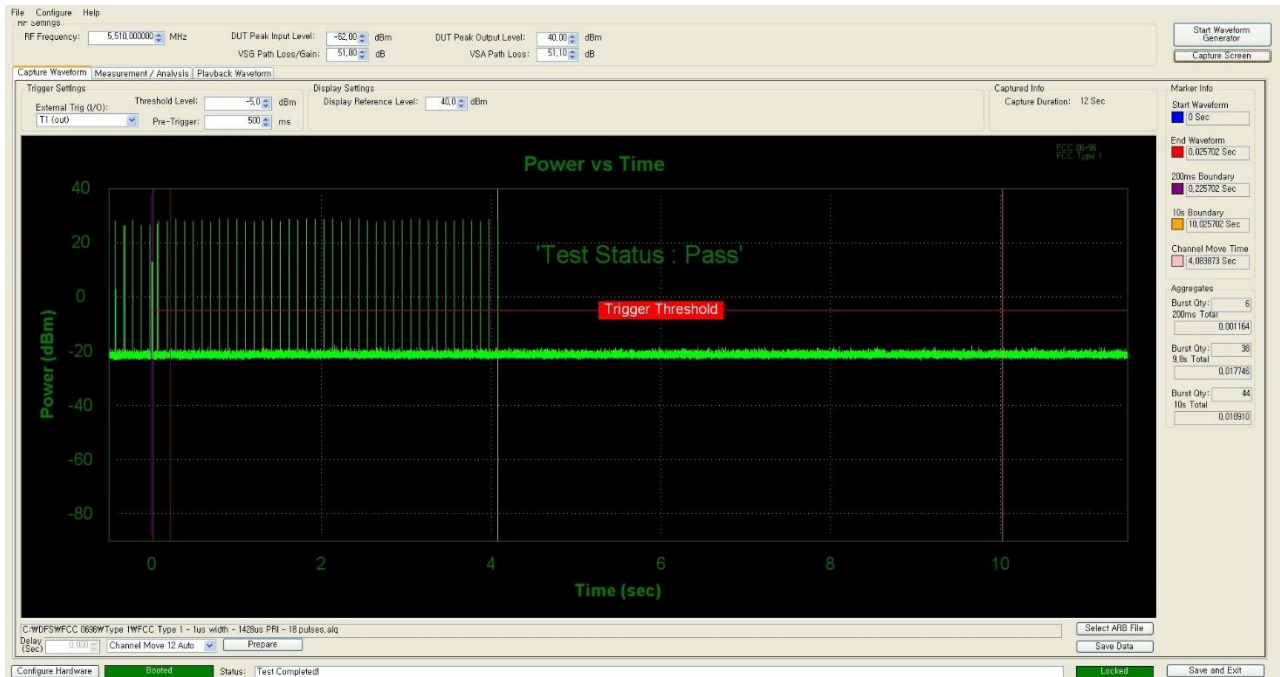 File Configure Help
RF Settings
RF Frequency: 5,510,000000 MHz DUT Peak Input Level: -62,00 dBm DUT Peak Output Level: 40,00 dBm
VSG Path Loss/Gain: 51,80 dB VSA Path Loss: 51,10 dB
Start Waveform
Generator
Capture Screen
Capture Waveform Measurement / Analysis Playback Waveform
Trigger Settings
External Trig (I/O): Threshold Level: -5,0 dBm
T1 (out) Pre-Trigger: 500 ms
Display Settings
Display Reference Level: 40,0 dBm
Captured Info
Capture Duration: 12 Sec
Power vs Time
FCC 06-96
FCC Type 1
40
20
0
-20
-40
-60
-80
Power (dBm)
'Test Status : Pass'
Trigger Threshold
0 2 4 6 8 10
Time (sec)
Marker Info
Start Waveform
0 Sec
End Waveform
0,025702 Sec
200ms Boundary
0,225702 Sec
10s Boundary
10,025702 Sec
Channel Move Time
4,083873 Sec
Aggregates
Burst Qty: 6
200ms Total
0,001164
Burst Qty: 38
9,8s Total
0,017746
Burst Qty: 44
10s Total
0,018910
C:₩DFS₩FCC 0696₩Type 1₩FCC Type 1 - 1us width - 1428us PRI - 18 pulses,aiq
Select ARB File
Delay
(Sec) 0,000 Channel Move 12 Auto Prepare
Save Data
Configure Hardware Booted Status: Test Completed! Locked Save and Exit